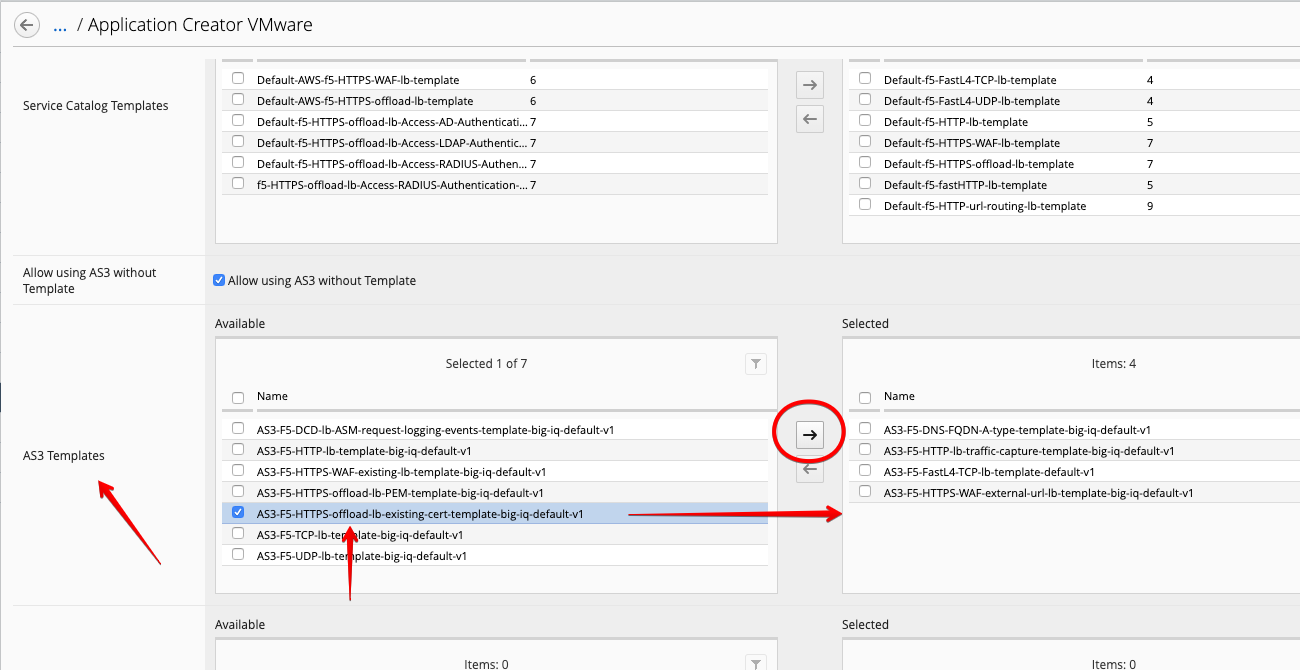 ... / Application Creator VMware
Service Catalog Templates
Default-AWS-f5-HTTPS-WAF-lb-template 6
Default-AWS-f5-HTTPS-offload-lb-template 6
Default-f5-HTTPS-offload-lb-Access-AD-Authenticati... 7
Default-f5-HTTPS-offload-lb-Access-LDAP-Authentic... 7
Default-f5-HTTPS-offload-lb-Access-RADIUS-Authen... 7
f5-HTTPS-offload-lb-Access-RADIUS-Authentication-... 7
Default-f5-FastL4-TCP-lb-template 4
Default-f5-FastL4-UDP-lb-template 4
Default-f5-HTTP-lb-template 5
Default-f5-HTTPS-WAF-lb-template 7
Default-f5-HTTPS-offload-lb-template 7
Default-f5-fastHTTP-lb-template 5
Default-f5-HTTP-url-routing-lb-template 9
Allow using AS3 without
Template
Allow using AS3 without Template
AS3 Templates
Available
Selected 1 of 7
Name
AS3-F5-DCD-lb-ASM-request-logging-events-template-big-iq-default-v1
AS3-F5-HTTP-lb-template-big-iq-default-v1
AS3-F5-HTTPS-WAF-existing-lb-template-big-iq-default-v1
AS3-F5-HTTPS-offload-lb-PEM-template-big-iq-default-v1
AS3-F5-HTTPS-offload-lb-existing-cert-template-big-iq-default-v1
AS3-F5-TCP-lb-template-big-iq-default-v1
AS3-F5-UDP-lb-template-big-iq-default-v1
Selected
Items: 4
Name
AS3-F5-DNS-FQDN-A-type-template-big-iq-default-v1
AS3-F5-HTTP-lb-traffic-capture-template-big-iq-default-v1
AS3-F5-FastL4-TCP-lb-template-default-v1
AS3-F5-HTTPS-WAF-external-url-lb-template-big-iq-default-v1
Available
Items: 0
Selected
Items: 0